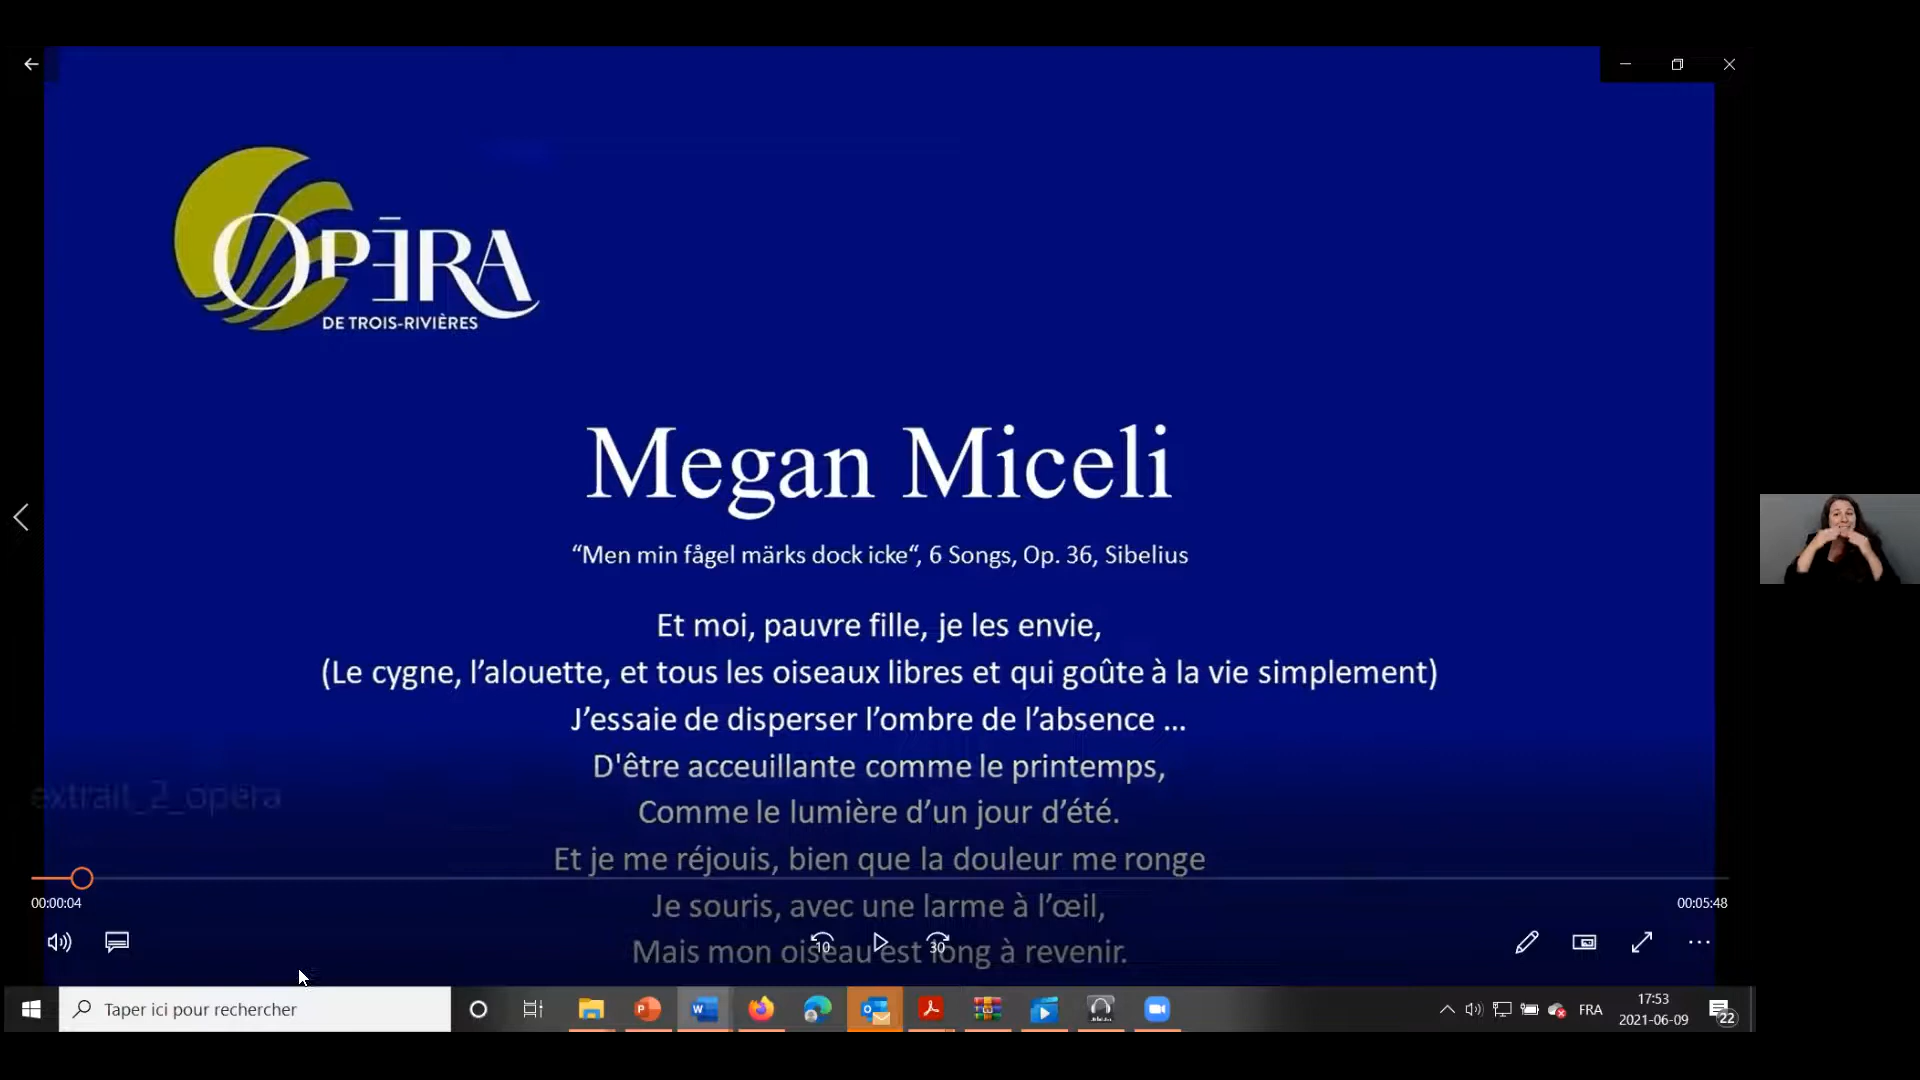 OPÉRA
DE TROIS-RIVIÈRES
Megan Miceli
“Men min fågel märks dock icke“, 6 Songs, Op. 36, Sibelius
Et moi, pauvre fille, je les envie,
(Le cygne, l’alouette, et tous les oiseaux libres et qui goûte à la vie simplement)
J’essaie de disperser l’ombre de l’absence ...
D'être acceuillante comme le printemps,
extrait_2_opera
Comme le lumière d’un jour d’été.
Et je me réjouis, bien que la douleur me ronge
00:00:04
00:05:48
Je souris, avec une larme à l’œil,
10
30
Mais mon oiseau est long à revenir.
Taper ici pour rechercher
FRA
17:53
2021-06-09
22